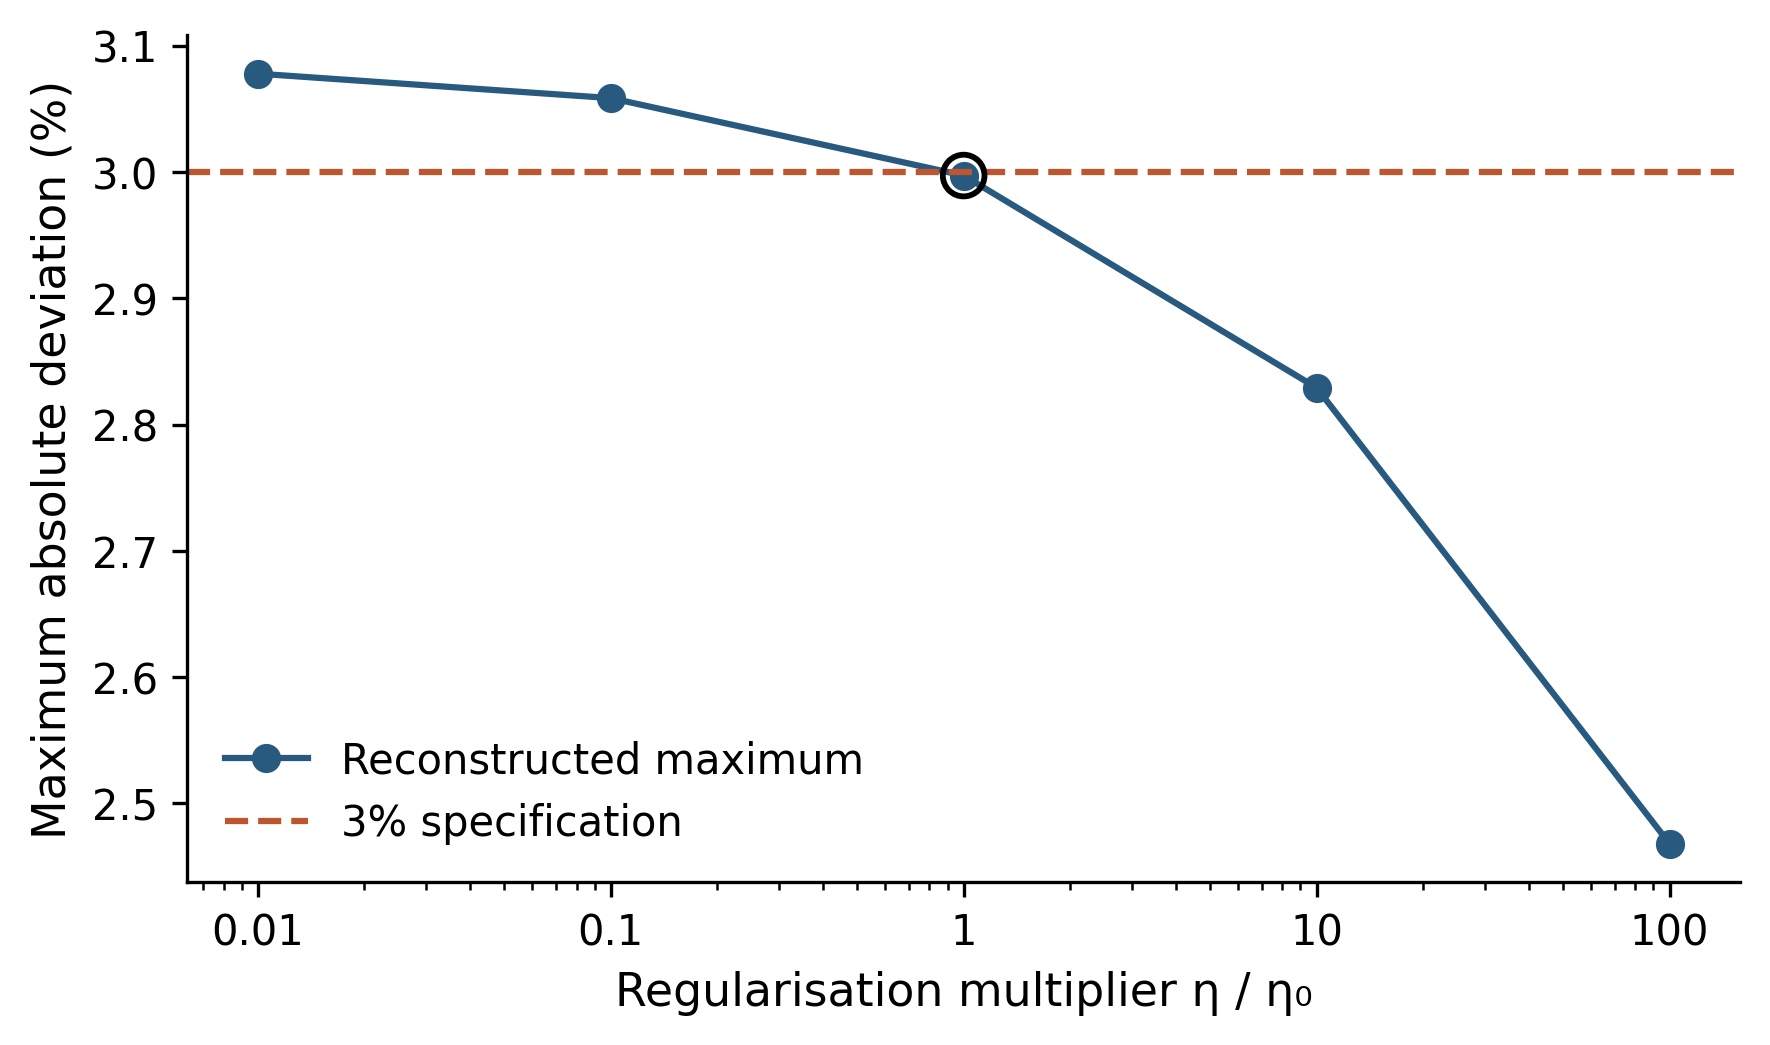 Maximum absolute deviation (%)
3.1
3.0
2.9
2.8
2.7
2.6
2.5
Reconstructed maximum
3% specification
0.01 0.1 1 10 100
Regularisation multiplier η / η₀